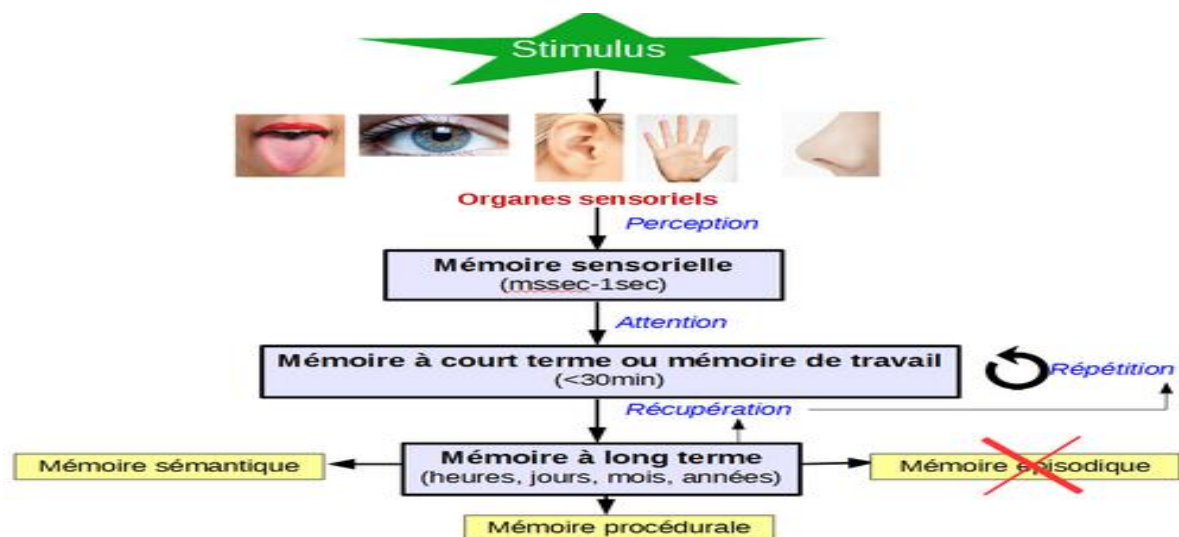 Stimulus
Organes sensoriels
Perception
Mémoire sensorielle
(mssec-1sec)
Attention
Mémoire à court terme ou mémoire de travail
(<30min)
Répétition
Récupération
Mémoire sémantique
Mémoire à long terme
(heures, jours, mois, années)
Mémoire épisodique
Mémoire procédurale